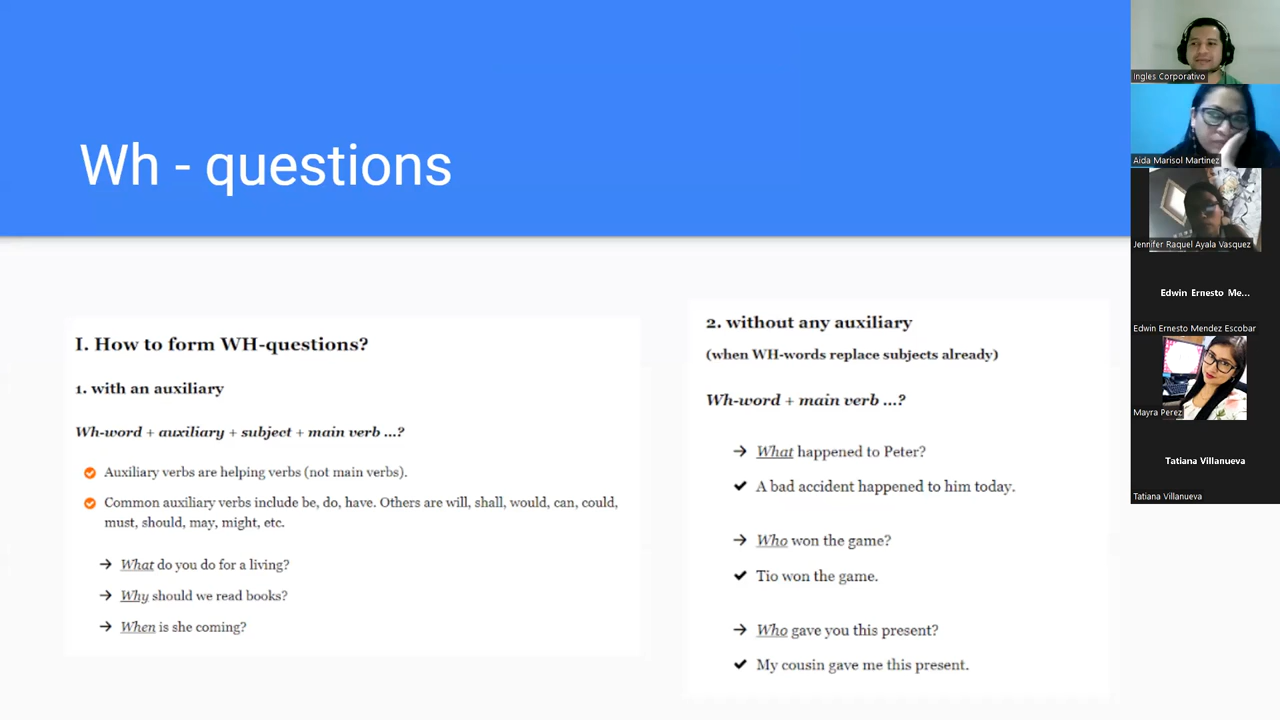 Wh - questions
I. How to form WH-questions?
1. with an auxiliary
Wh-word + auxiliary + subject + main verb ...?
Auxiliary verbs are helping verbs (not main verbs).
Common auxiliary verbs include be, do, have. Others are will, shall, would, can, could,
must, should, may, might, etc.
→ What do you do for a living?
→ Why should we read books?
→ When is she coming?
2. without any auxiliary
(when WH-words replace subjects already)
Wh-word + main verb ...?
→ What happened to Peter?
✔ A bad accident happened to him today.
→ Who won the game?
✔ Tio won the game.
→ Who gave you this present?
✔ My cousin gave me this present.
Ingles Corporativo
Aida Marisol Martinez
Jennifer Raquel Ayala Vasquez
Edwin Ernesto Me...
Edwin Ernesto Mendez Escobar
Mayra Perez
Tatiana Villanueva
Tatiana Villanueva